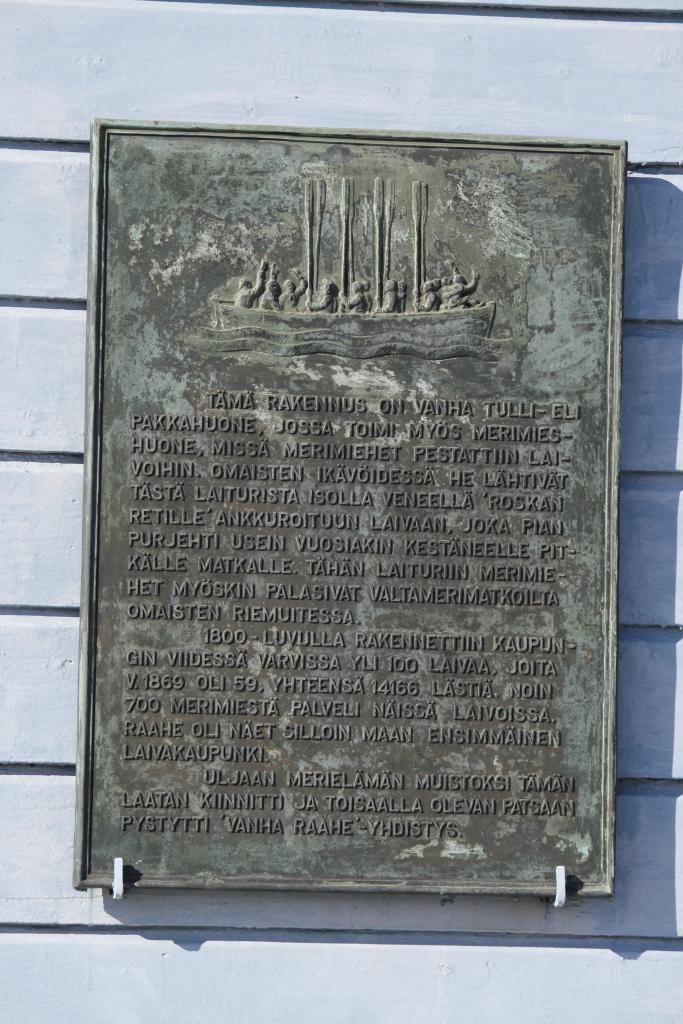 TÄMÄ RAKENNUS ON VANHA TULLI- ELI
PAKKAHUONE, JOSSA TOIMI MYÖS MERIMIES-
HUONE, MISSÄ MERIMIEHET PESTATTIIN LAI-
VOIHIN. OMAISTEN IKÄVÖIDESSÄ HE LÄHTIVÄT
TÄSTÄ LAITURISTA ISOLLA VENEELLÄ 'ROSKAN
RETILLE' ANKKUROITUUN LAIVAAN, JOKA PIAN
PURJEHTI USEIN VUOSIAKIN KESTÄNEELLE PIT-
KÄLLE MATKALLE. TÄHÄN LAITURIIN MERIMIE-
HET MYÖSKIN PALASIVAT VALTAMERIMATKOILTA
OMAISTEN RIEMUITESSA.
1800-LUVULLA RAKENNETTIIN KAUPUN-
GIN VIIDESSÄ VARVISSA YLI 100 LAIVAA, JOITA
V. 1869 OLI 59, YHTEENSÄ 14166 LÄSTIÄ. NOIN
700 MERIMIESTÄ PALVELI NÄISSÄ LAIVOISSA.
RAAHE OLI NÄET SILLOIN MAAN ENSIMMÄINEN
LAIVAKAUPUNKI.
ULJAAN MERIELÄMÄN MUISTOKSI TÄMÄN
LAATAN KIINNITTI JA TOISAALLA OLEVAN PATSAAN
PYSTYTTI 'VANHA RAAHE'-YHDISTYS.